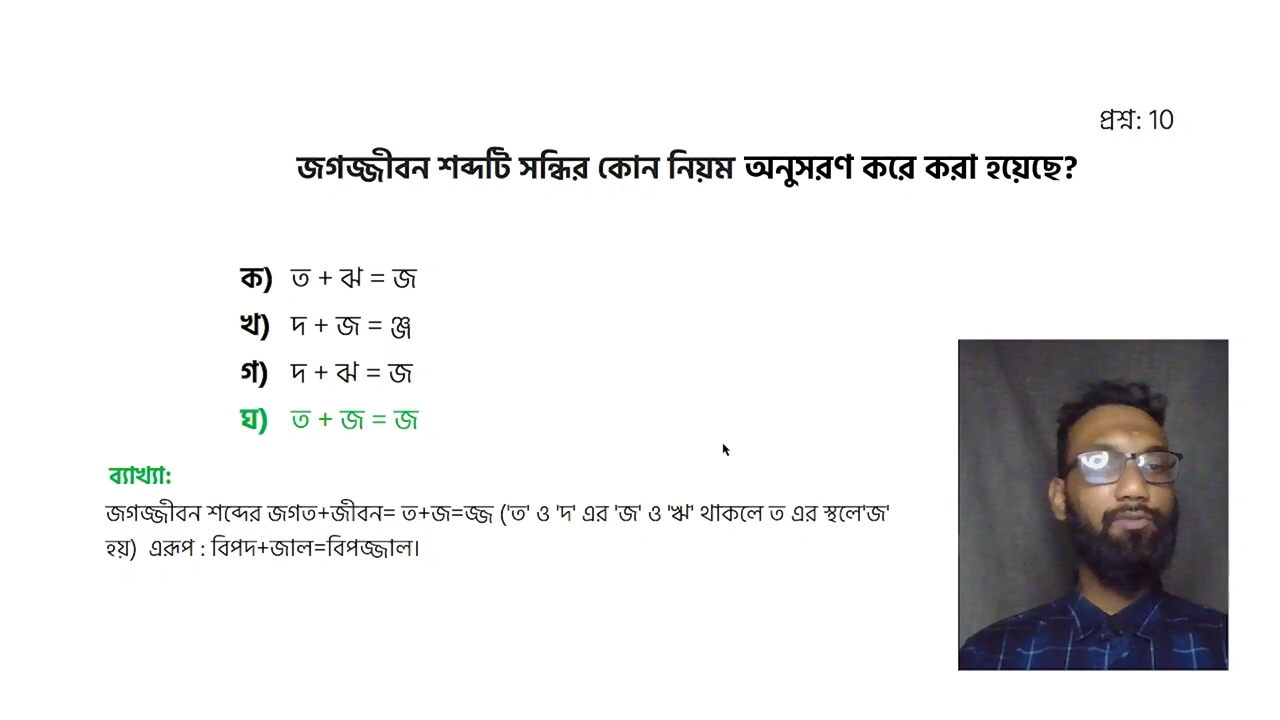 প্রশ্ন: 10
জগজ্জীবন শব্দটি সন্ধির কোন নিয়ম অনুসরণ করে করা হয়েছে?
ক) ত + ঝ = জ
খ) দ + জ = ঞ্জ
গ) দ + ঝ = জ
ঘ) ত + জ = জ
ব্যাখ্যা:
জগজ্জীবন শব্দের জগত+জীবন= ত+জ=জ্জ ('ত' ও 'দ' এর 'জ' ও 'ঋ' থাকলে ত এর স্থলে'জ'
হয়) এরূপ : বিপদ+জাল=বিপজ্জাল।